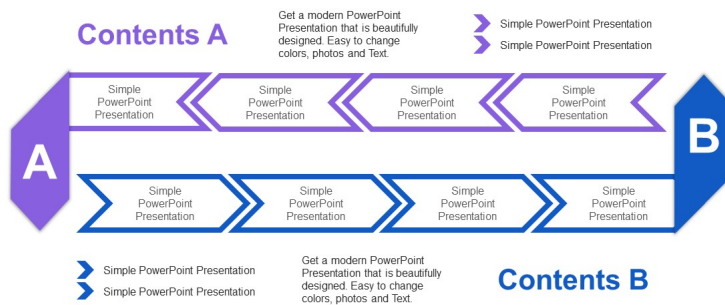 Contents A
Get a modern PowerPoint
Presentation that is beautifully
designed. Easy to change
colors, photos and Text.
Simple PowerPoint Presentation
Simple PowerPoint Presentation
A
Simple
PowerPoint
Presentation
Simple
PowerPoint
Presentation
Simple
PowerPoint
Presentation
Simple
PowerPoint
Presentation
B
Simple
PowerPoint
Presentation
Simple
PowerPoint
Presentation
Simple
PowerPoint
Presentation
Simple
PowerPoint
Presentation
Simple PowerPoint Presentation
Simple PowerPoint Presentation
Get a modern PowerPoint
Presentation that is beautifully
designed. Easy to change
colors, photos and Text.
Contents B